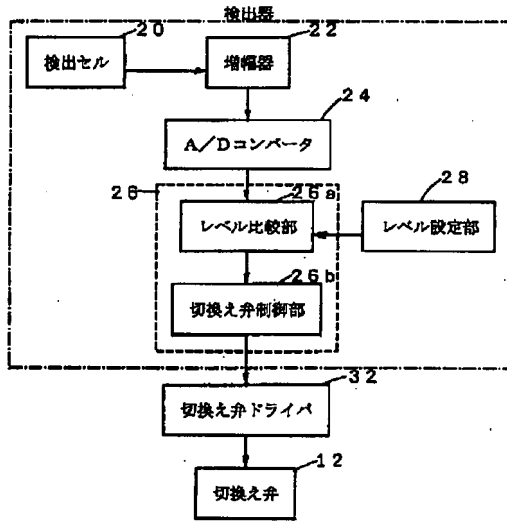 検出器
20
検出セル
22
増幅器
24
A/Dコンバータ
26
26a
レベル比較部
28
レベル設定部
26b
切換え弁制御部
32
切換え弁ドライバ
12
切換え弁